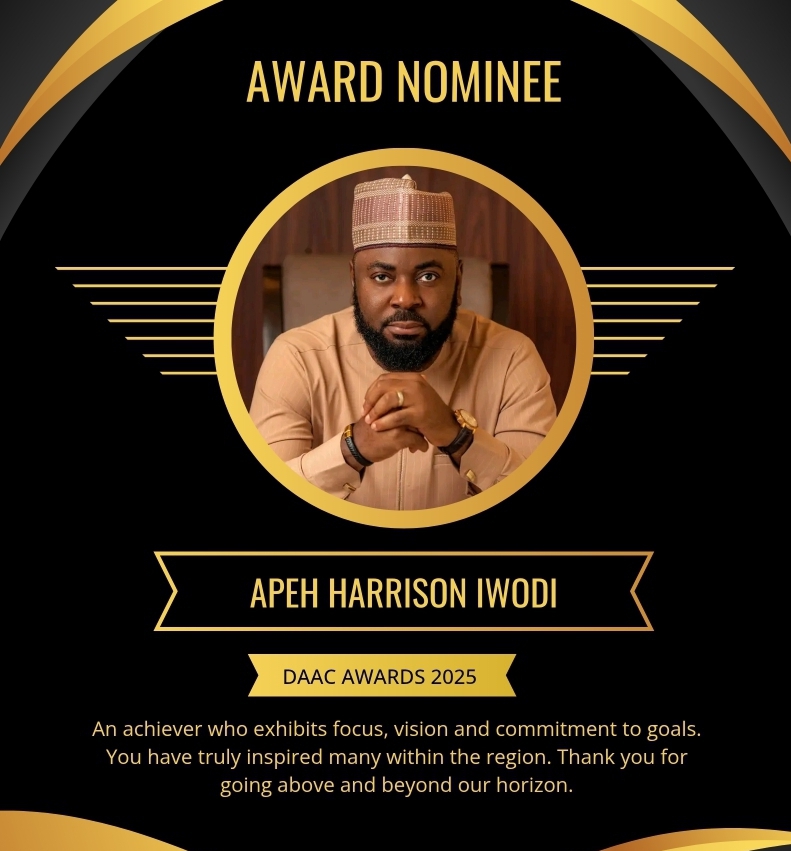 AWARD NOMINEE
APEH HARRISON IWODI
DAAC AWARDS 2025
An achiever who exhibits focus, vision and commitment to goals.
You have truly inspired many within the region. Thank you for
going above and beyond our horizon.